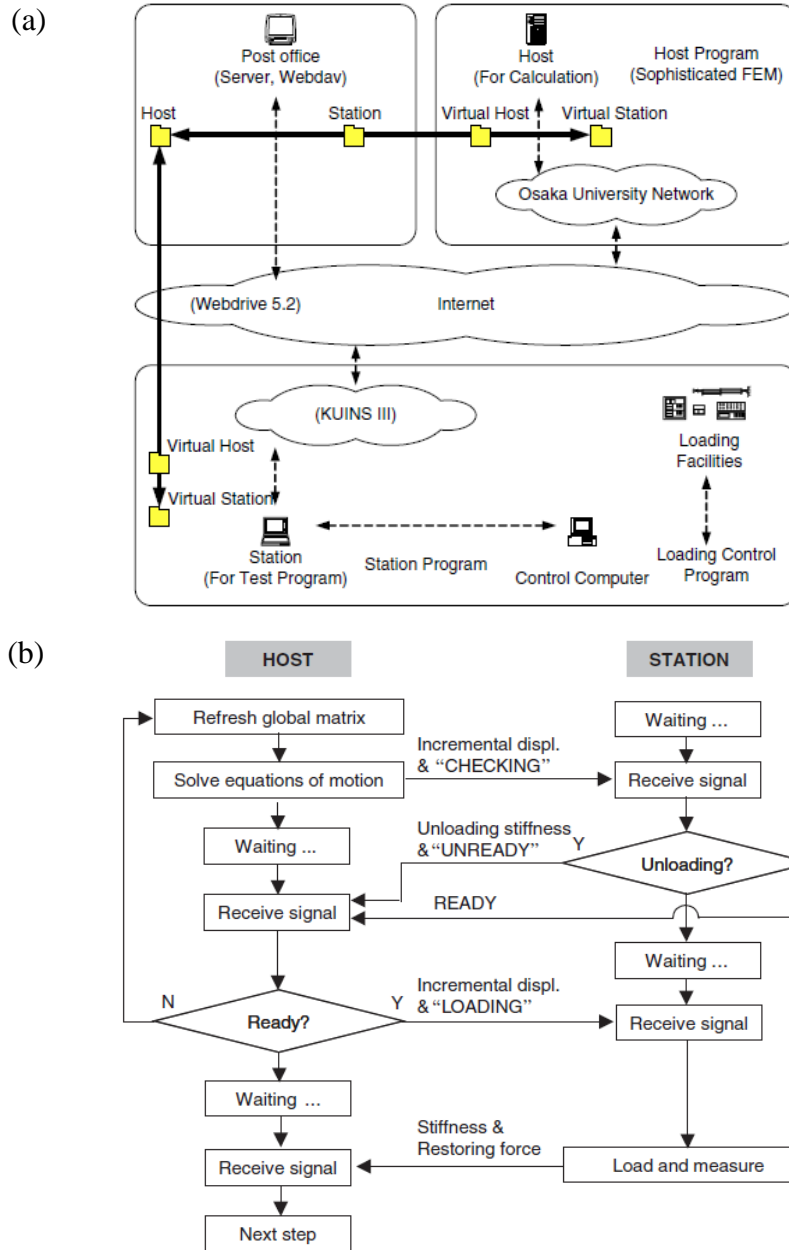 (a)
Post office
(Server, Webdav)
Host
(For Calculation)
Host Program
(Sophisticated FEM)
Host
Station
Virtual Host
Virtual Station
Osaka University Network
(Webdrive 5.2)
Internet
(KUINS III)
Virtual Host
Virtual Station
Loading
Facilities
Station
(For Test Program)
Station Program
Control Computer
Loading Control
Program
(b)
HOST
STATION
Refresh global matrix
Waiting ...
Incremental displ.
& “CHECKING”
Solve equations of motion
Receive signal
Unloading stiffness
&“UNREADY”
Y
Waiting ...
Unloading?
READY
Receive signal
Waiting ...
N
Ready?
Y
Incremental displ.
&“LOADING”
Receive signal
Waiting ...
Stiffness &
Restoring force
Receive signal
Load and measure
Next step